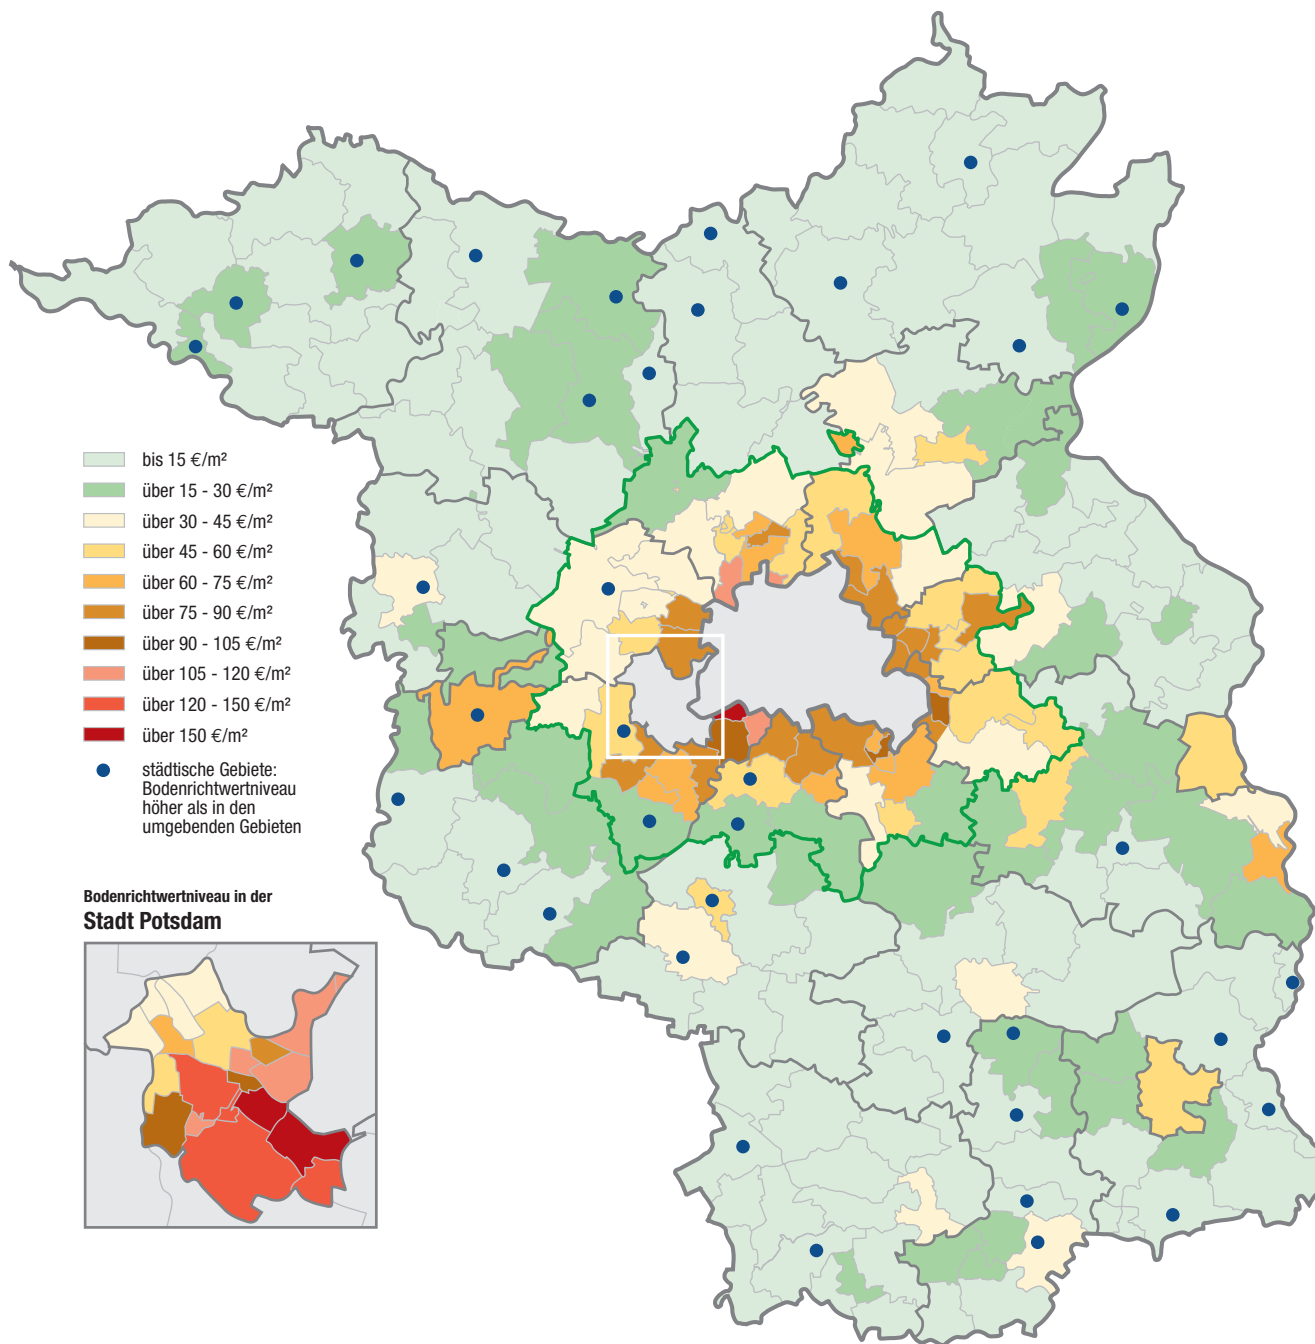 bis 15 €/m²
über 15 - 30 €/m²
über 30 - 45 €/m²
über 45 - 60 €/m²
über 60 - 75 €/m²
über 75 - 90 €/m²
über 90 - 105 €/m²
über 105 - 120 €/m²
über 120 - 150 €/m²
über 150 €/m²
städtische Gebiete:
Bodenrichtwertniveau
höher als in den
umgebenden Gebieten
Bodenrichtwertniveau in der
Stadt Potsdam